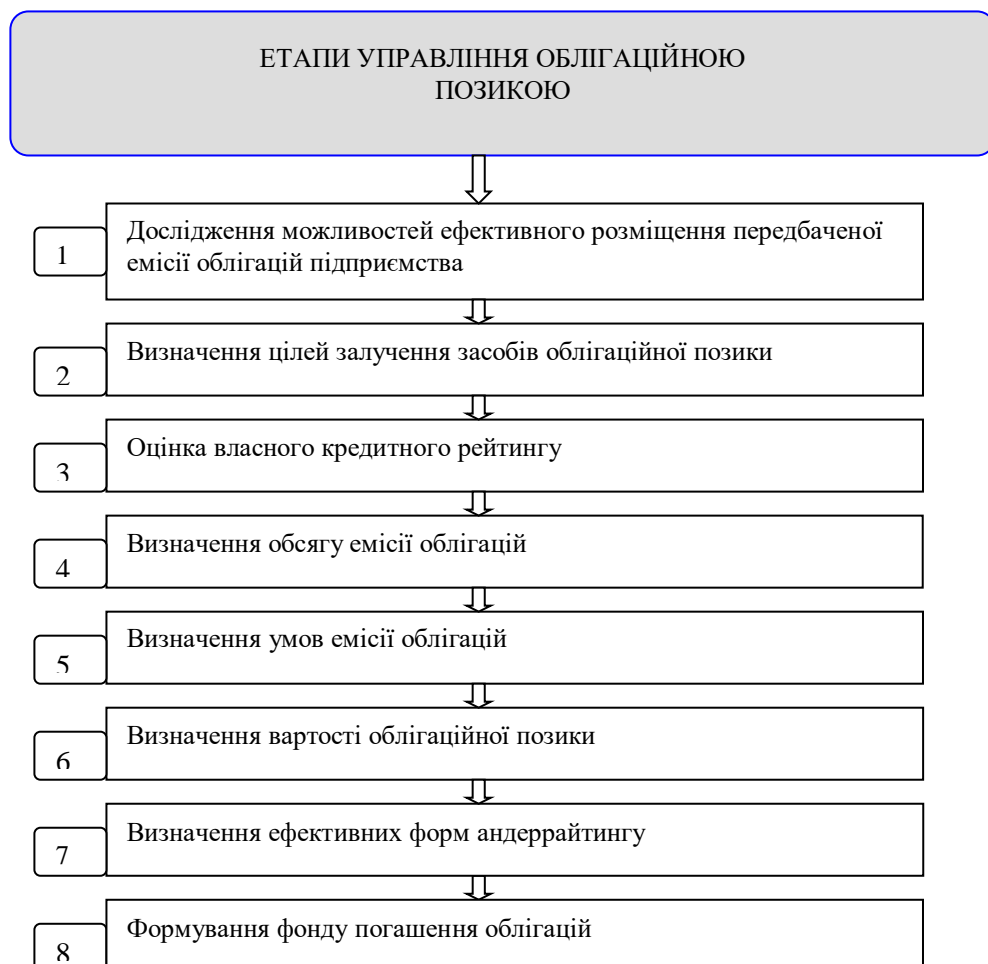 ЕТАПИ УПРАВЛІННЯ ОБЛІГАЦІЙНОЮ
ПОЗИКОЮ
1
Дослідження можливостей ефективного розміщення передбаченої
емісії облігацій підприємства
2
Визначення цілей залучення засобів облігаційної позики
3
Оцінка власного кредитного рейтингу
4
Визначення обсягу емісії облігацій
5
Визначення умов емісії облігацій
6
Визначення вартості облігаційної позики
7
Визначення ефективних форм андеррайтингу
8
Формування фонду погашення облігацій